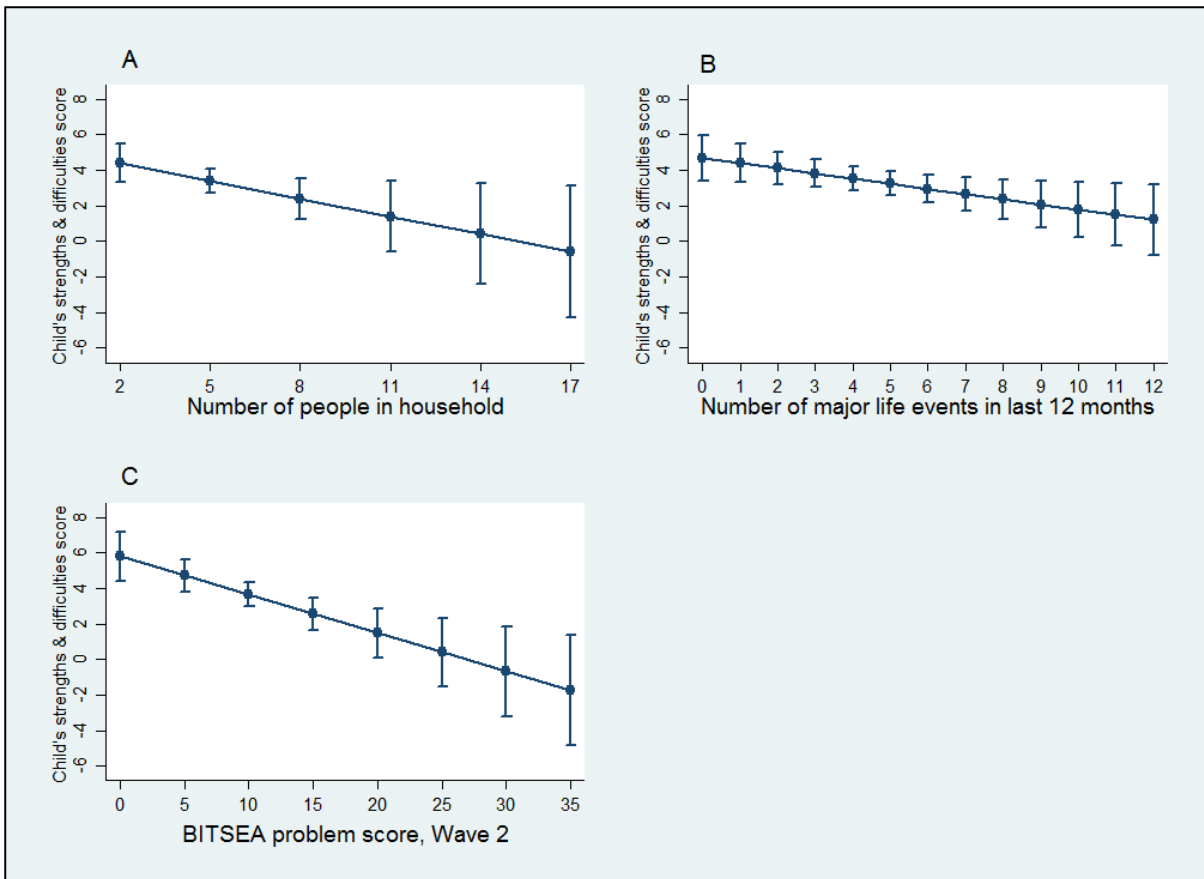 A
Child's strengths & difficulties score
8
6
4
2
0
-2
-4
-6
2 5 8 11 14 17
Number of people in household
B
Child's strengths & difficulties score
8
6
4
2
0
-2
-4
-6
0 1 2 3 4 5 6 7 8 9 10 11 12
Number of major life events in last 12 months
C
Child's strengths & difficulties score
8
6
4
2
0
-2
-4
-6
0 5 10 15 20 25 30 35
BITSEA problem score, Wave 2